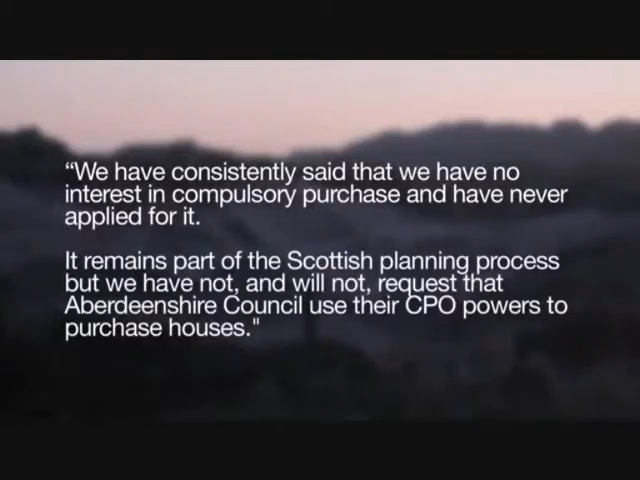 “We have consistently said that we have no
interest in compulsory purchase and have never
applied for it.
It remains part of the Scottish planning process
but we have not, and will not, request that
Aberdeenshire Council use their CPO powers to
purchase houses."